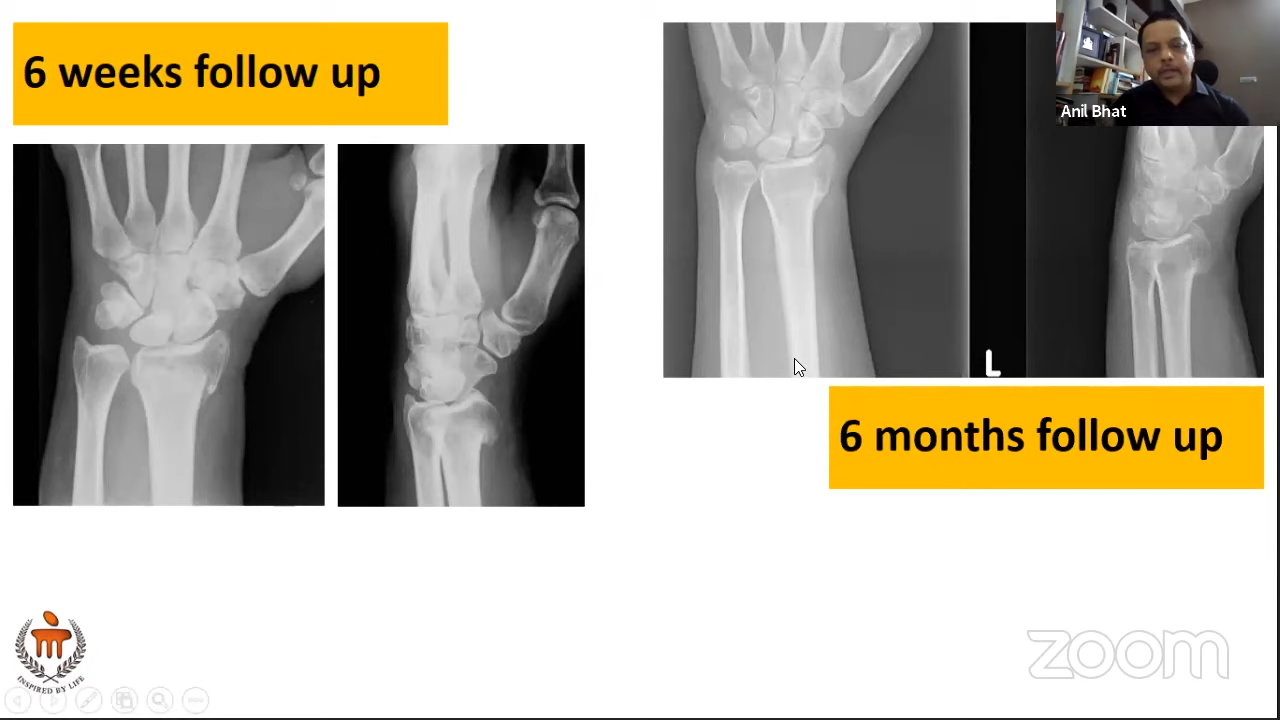 6 weeks follow up
Anil Bhat
L
6 months follow up
INSPIRED BY LIFE
zoom